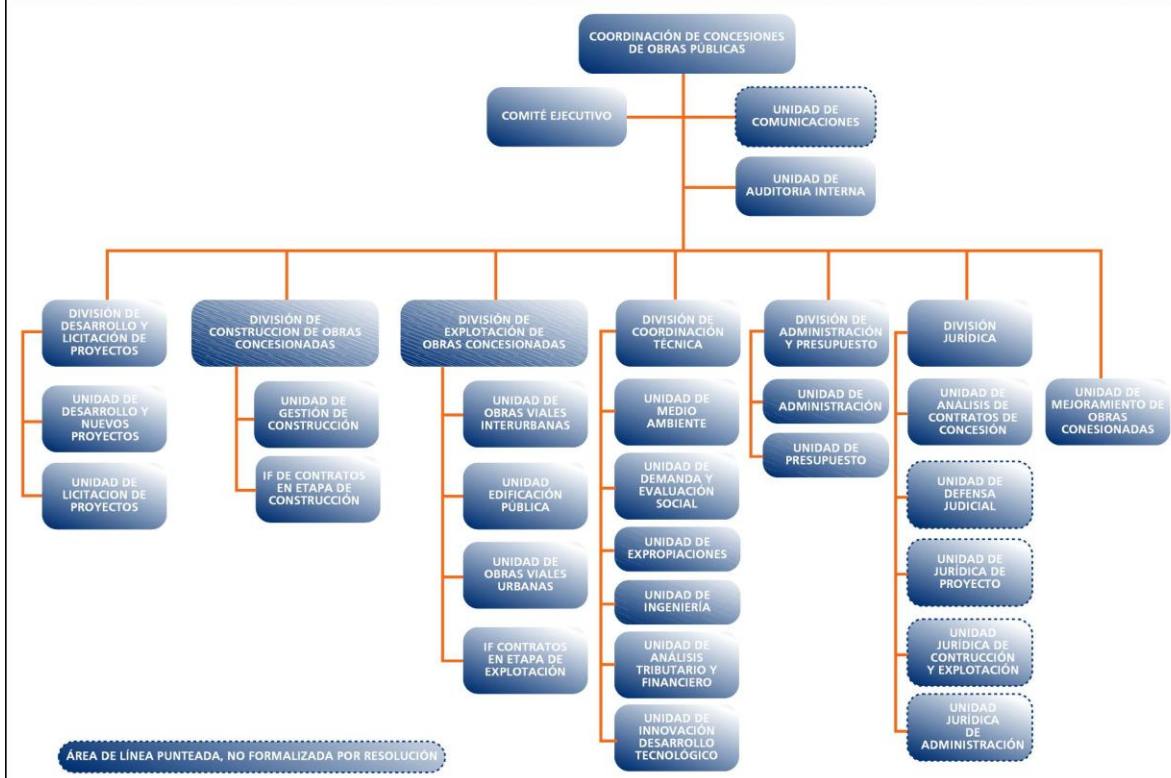 COORDINACIÓN DE CONCESIONES
DE OBRAS PÚBLICAS
COMITÉ EJECUTIVO
UNIDAD DE
COMUNICACIONES
UNIDAD DE
AUDITORIA INTERNA
DIVISIÓN DE
DESARROLLO Y
LICITACIÓN DE
PROYECTOS
UNIDAD DE
DESARROLLO Y
NUEVOS
PROYECTOS
UNIDAD DE
LICITACION DE
PROYECTOS
DIVISIÓN DE
CONSTRUCCION DE OBRAS
CONCESIONADAS
UNIDAD DE
GESTIÓN DE
CONSTRUCCIÓN
IF DE CONTRATOS
EN ETAPA DE
CONSTRUCCIÓN
DIVISIÓN DE
EXPLOTACIÓN DE
OBRAS CONCESIONADAS
UNIDAD DE
OBRAS VIALES
INTERURBANAS
UNIDAD
EDIFICACIÓN
PÚBLICA
UNIDAD DE
OBRAS VIALES
URBANAS
IF CONTRATOS
EN ETAPA DE
EXPLOTACIÓN
DIVISIÓN DE
COORDINACIÓN
TÉCNICA
UNIDAD DE
MEDIO
AMBIENTE
UNIDAD DE
DEMANDA Y
EVALUACIÓN
SOCIAL
UNIDAD DE
EXPROPIACIONES
UNIDAD DE
INGENIERÍA
UNIDAD DE
ANÁLISIS
TRIBUTARIO Y
FINANCIERO
UNIDAD DE
INNOVACIÓN
DESARROLLO
TECNOLÓGICO
DIVISIÓN DE
ADMINISTRACIÓN
Y PRESUPUESTO
UNIDAD DE
ADMINISTRACIÓN
UNIDAD DE
PRESUPUESTO
DIVISIÓN
JURÍDICA
UNIDAD DE
ANÁLISIS DE
CONTRATOS DE
CONCESIÓN
UNIDAD DE
DEFENSA
JUDICIAL
UNIDAD DE
JURÍDICA DE
PROYECTO
UNIDAD
JURÍDICA DE
CONTRUCCIÓN
Y EXPLOTACIÓN
UNIDAD
JURÍDICA
DE
ADMINISTRACIÓN
UNIDAD DE
MEJORAMIENTO DE
OBRAS
CONESIONADAS
ÁREA DE LÍNEA PUNTEADA, NO FORMALIZADA POR RESOLUCIÓN